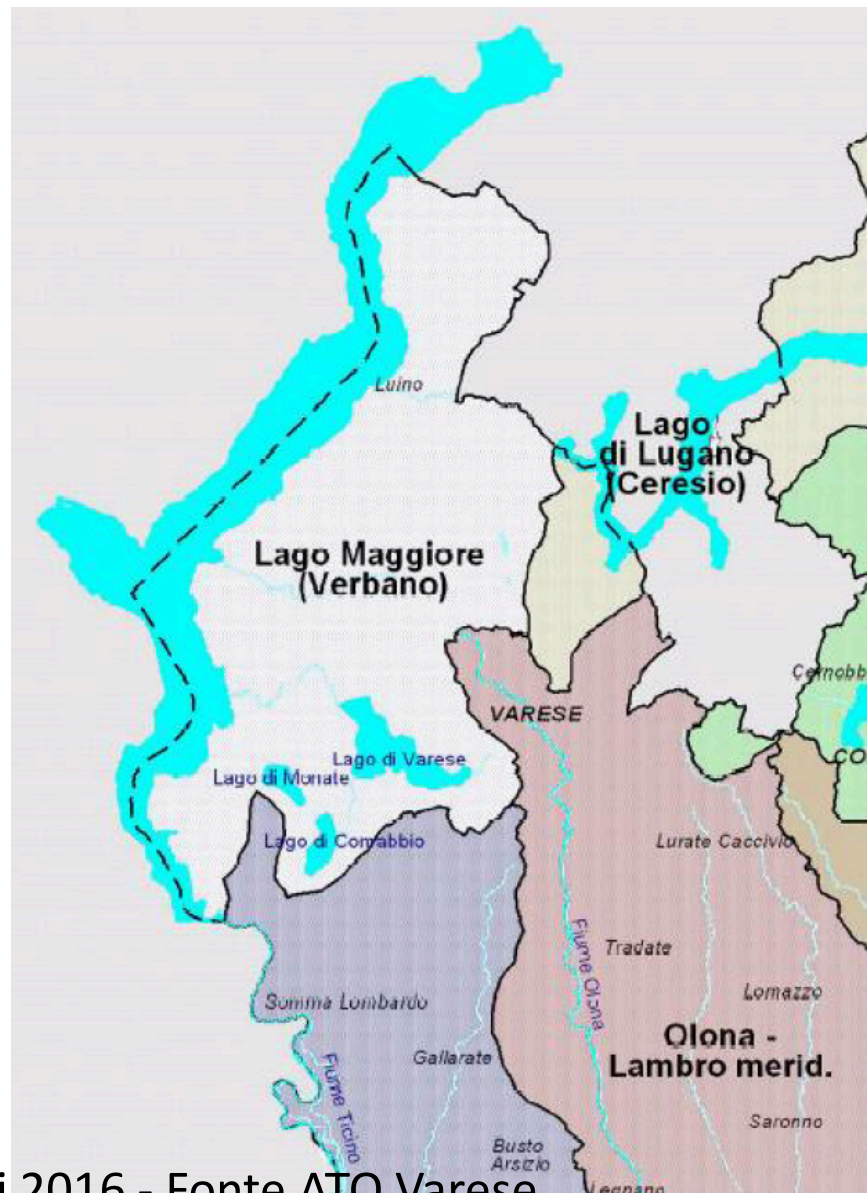 Luino
Lago
di Lugano
(Ceresio)
Lago Maggiore
(Verbano)
VARESE
Lago di Varese
Lago di Monate
Lago di Comabbio
Lurate Caccivio
Fiume Olona
Tradate
Lomazzo
Somma Lombardo
Olona -
Lambro merid.
Gallarate
Fiume Ticino
Saronno
Busto
Arsizio
Legnano
2016 - Fonte ATO Varese